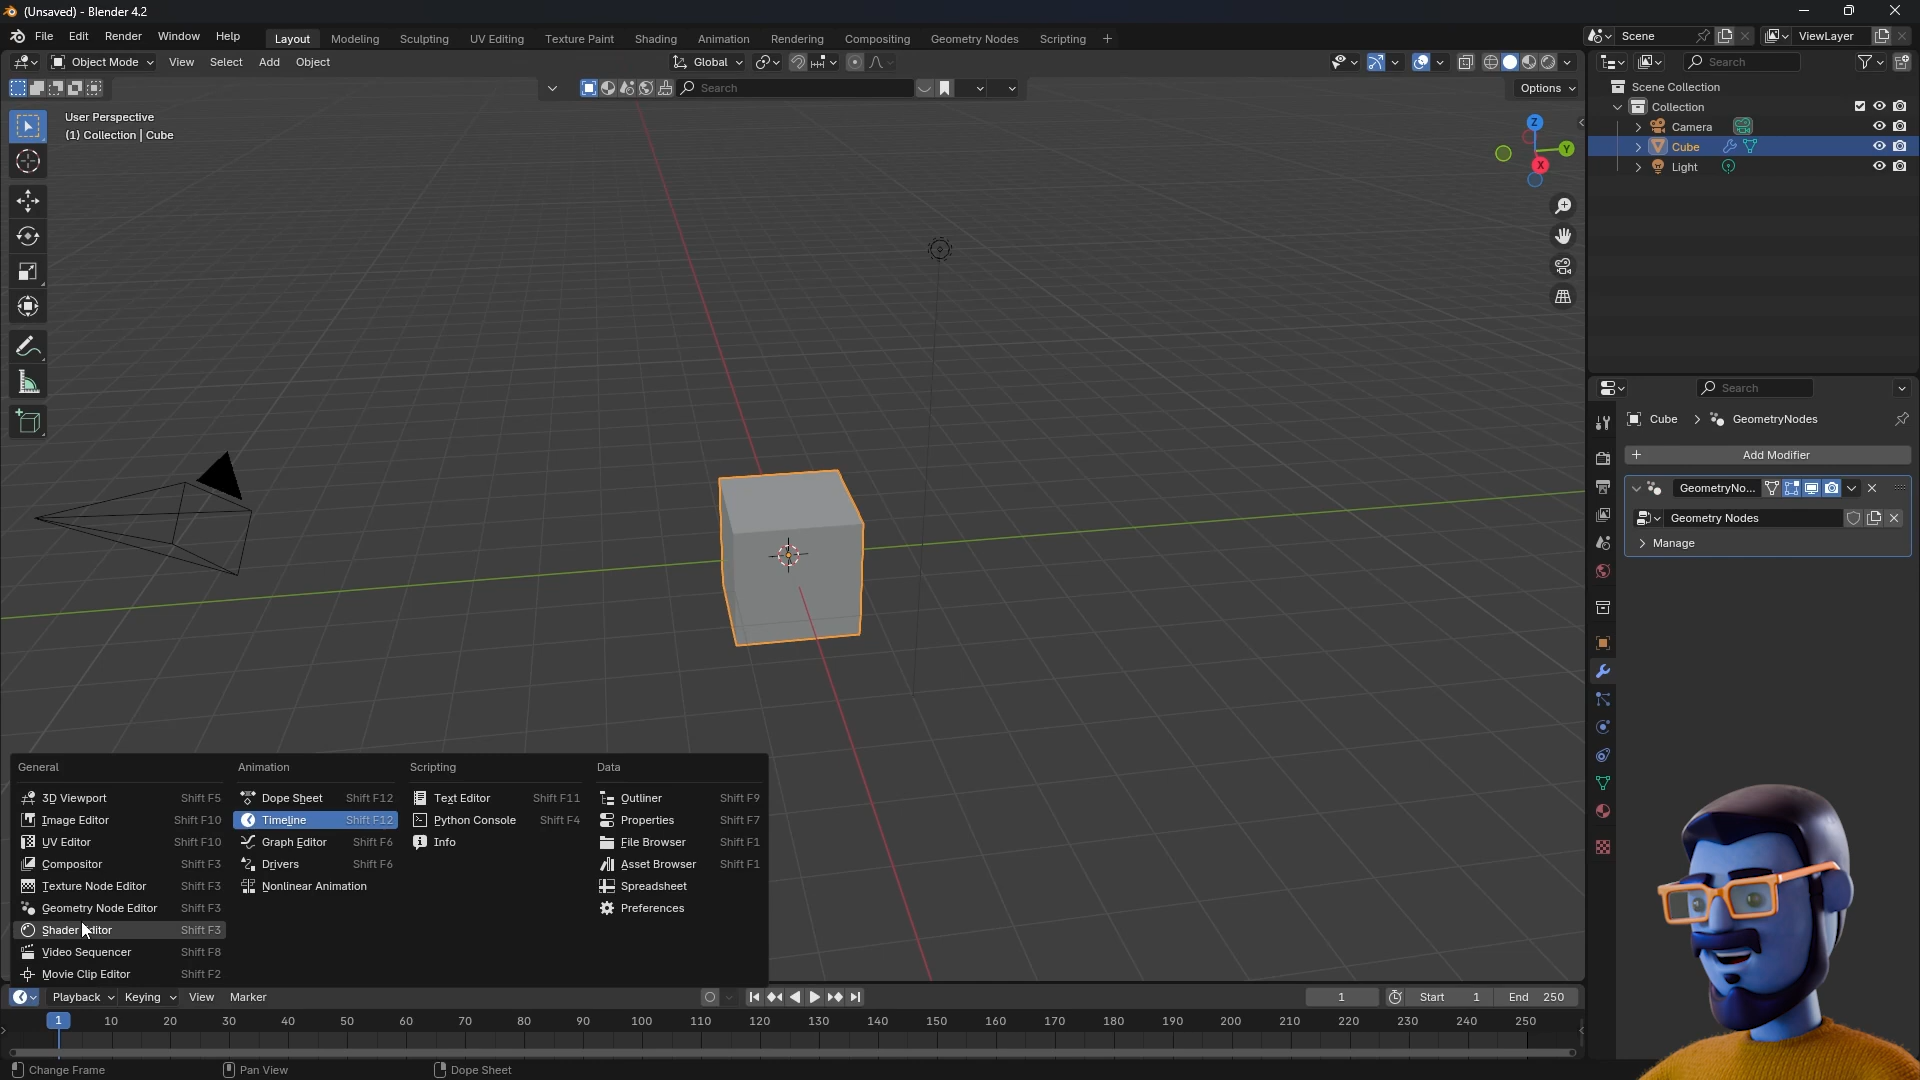 (Unsaved) - Blender 4.2
File Edit Render Window Help Layout Modeling Sculpting UV Editing Texture Paint Shading Animation Rendering Compositing Geometry Nodes Scripting + Scene ViewLayer
Object Mode View Select Add Object Global Search
Search Options
User Perspective
(1) Collection | Cube
Z
Y
X
Scene Collection
Collection
Camera
Cube
Light
Search
Cube > GeometryNodes
+ Add Modifier
GeometryNo...
Geometry Nodes
Manage
General Animation Scripting Data
3D Viewport Shift F5 Dope Sheet Shift F12 Text Editor Shift F11 Outliner Shift F9
Image Editor Shift F10 Timeline Shift F12 Python Console Shift F4 Properties Shift F7
UV Editor Shift F10 Graph Editor Shift F6 Info File Browser Shift F1
Compositor Shift F3 Drivers Shift F6 Asset Browser Shift F1
Texture Node Editor Shift F3 Nonlinear Animation Spreadsheet
Geometry Node Editor Shift F3 Preferences
Shader Editor Shift F3
Video Sequencer Shift F8
Movie Clip Editor Shift F2
Playback Keying View Marker 1 Start 1 End 250
1 10 20 30 40 50 60 70 80 90 100 110 120 130 140 150 160 170 180 190 200 210 220 230 240 250
Change Frame Pan View Dope Sheet